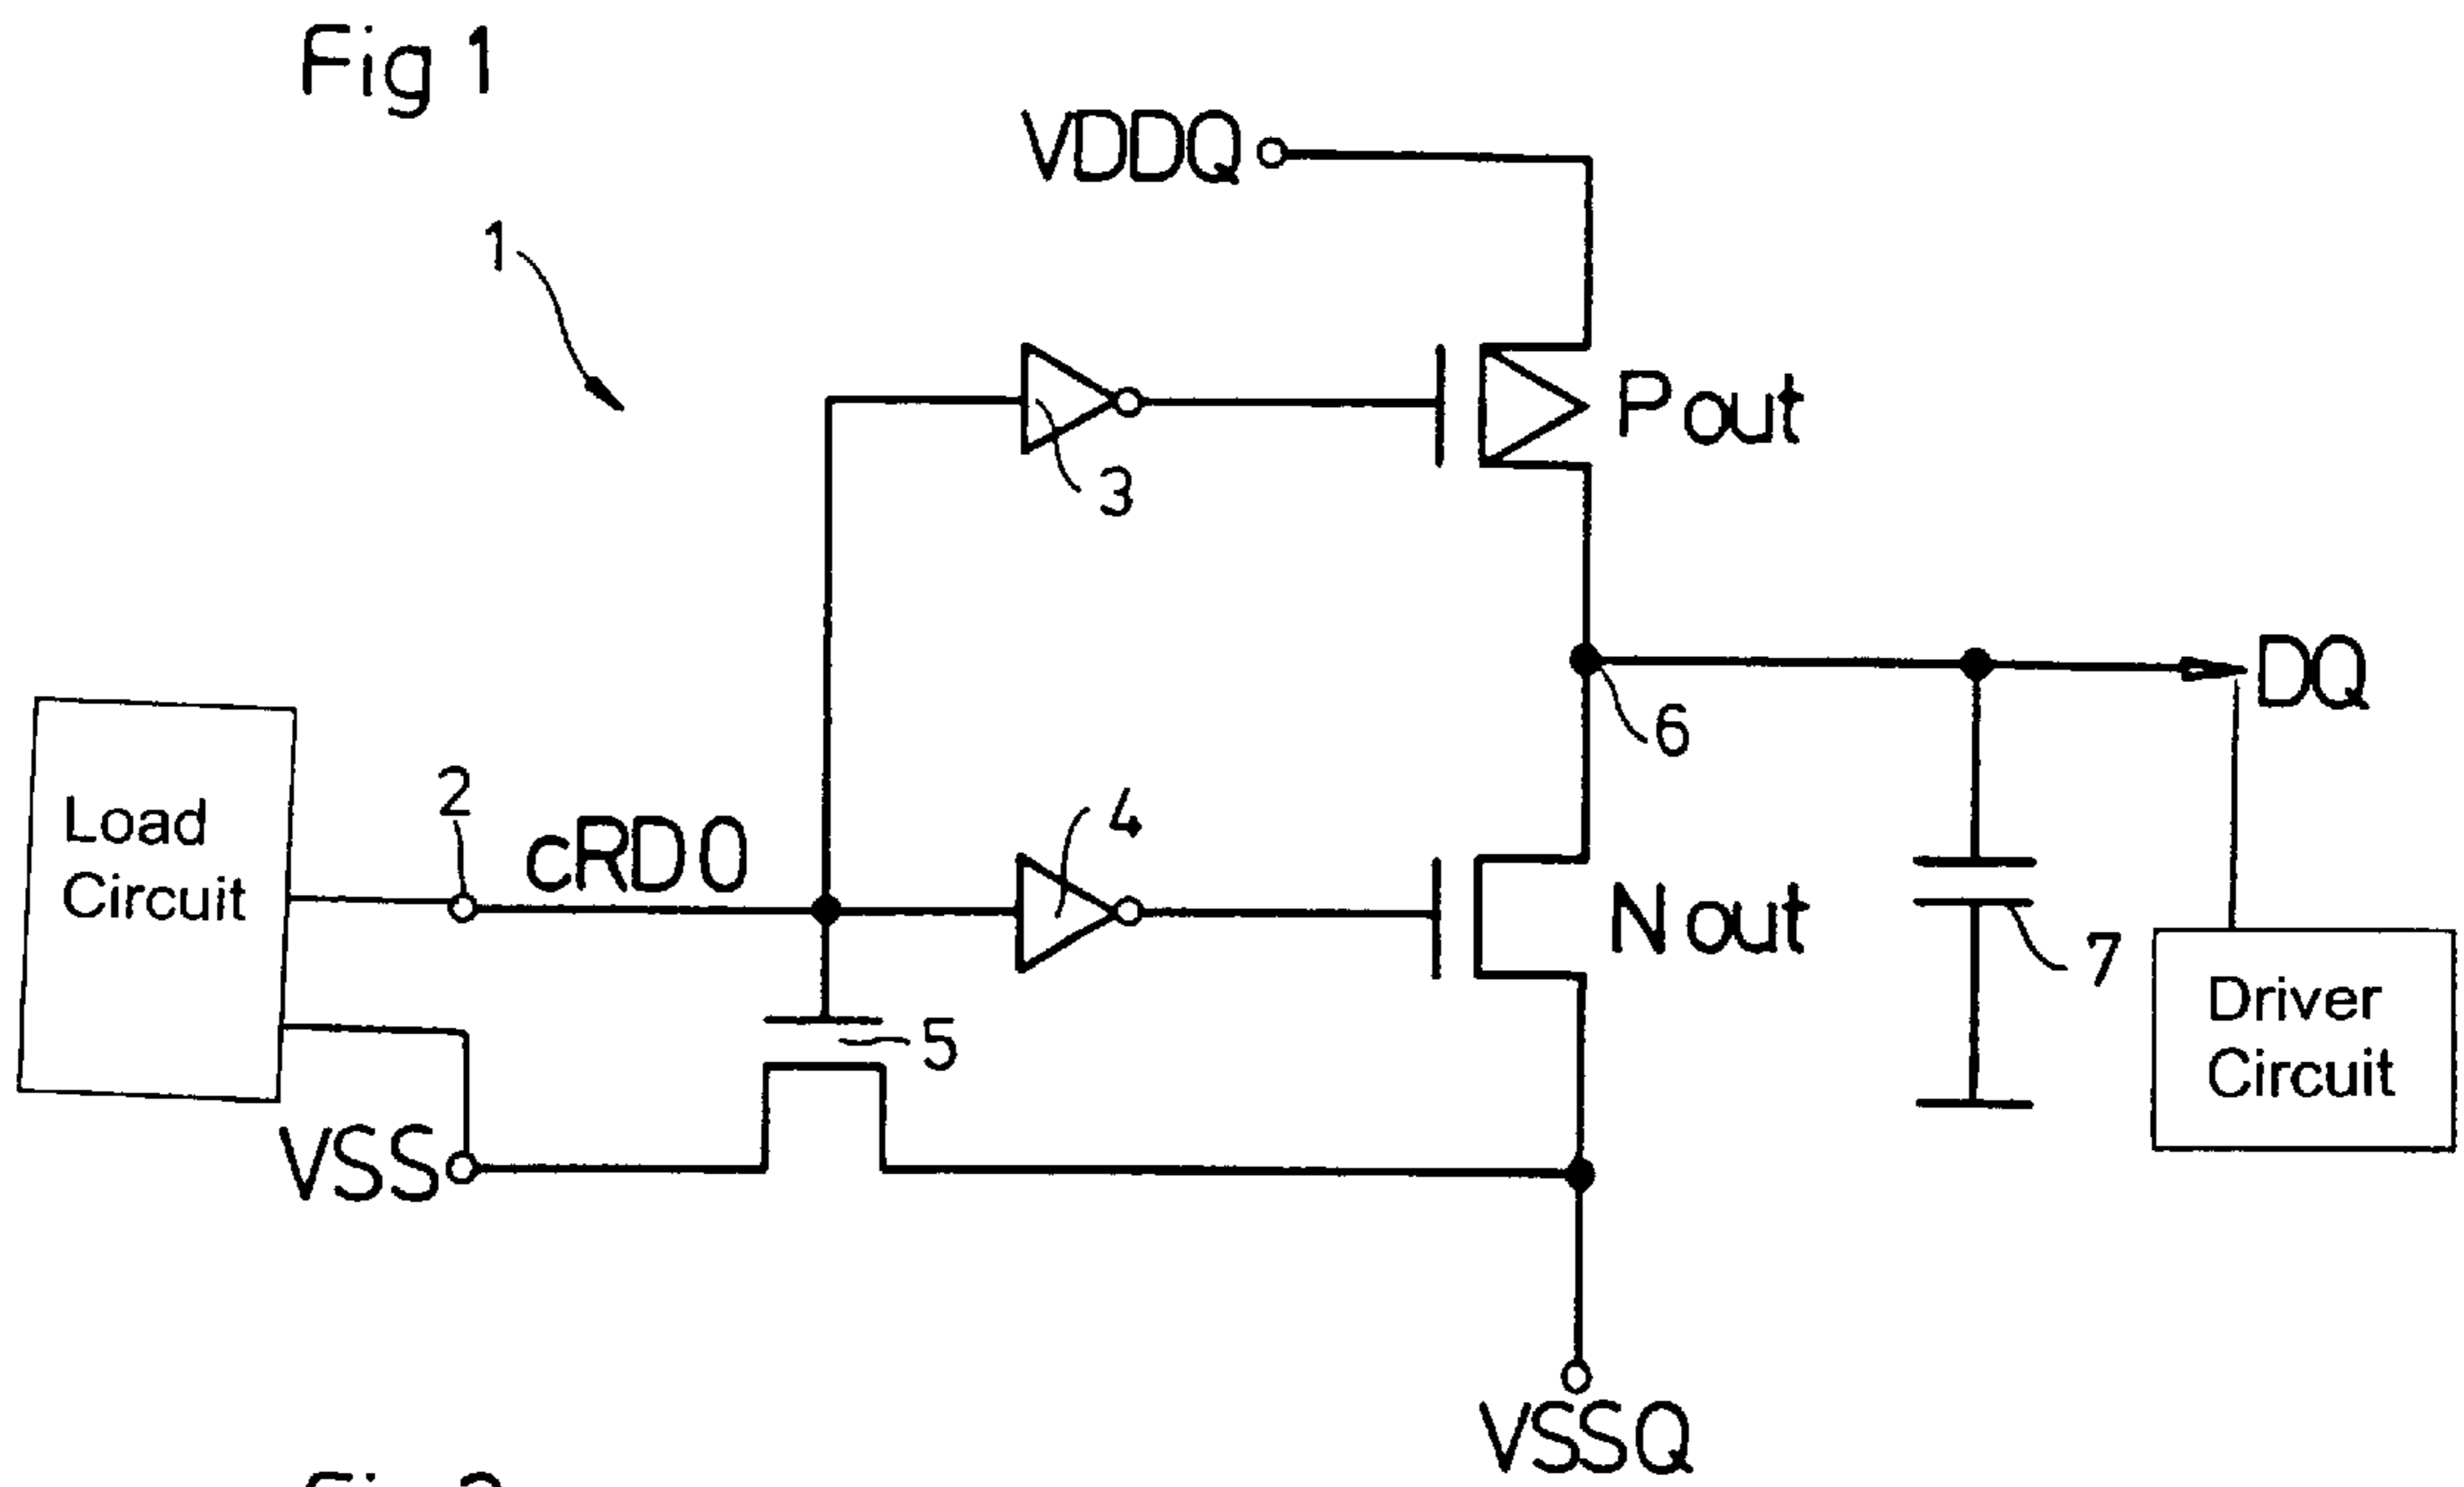 Fig 1
VDDQ
1
Pout
3
DQ
6
Load
Circuit
2
cRD0
4
Nout
7
5
Driver
Circuit
VSS
VSSQ